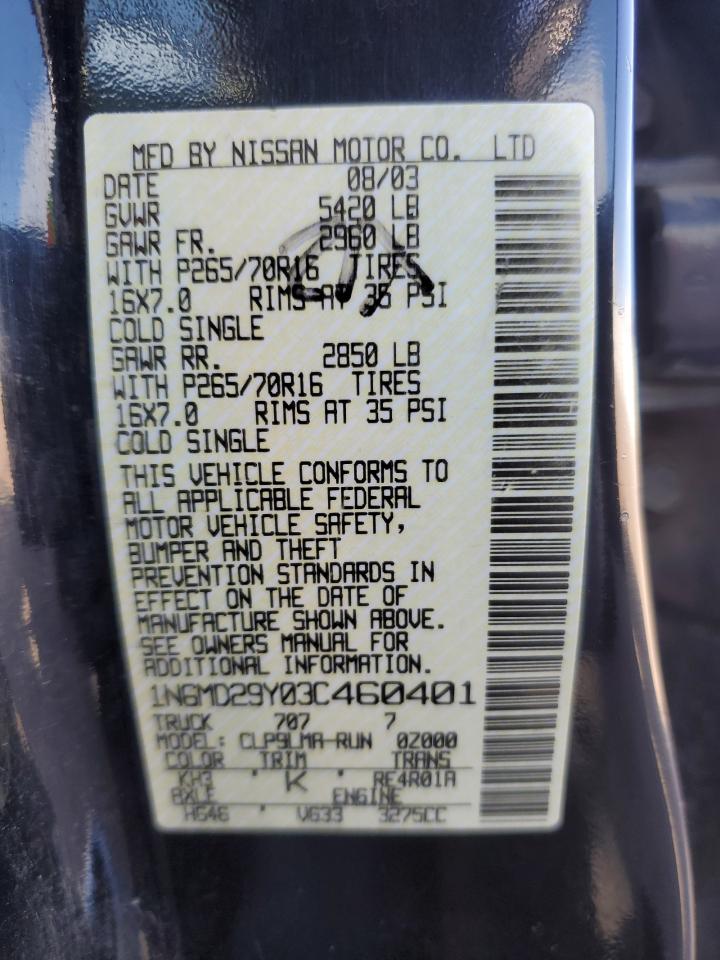 MFD BY NISSAN MOTOR CO. LTD
DATE 08/03
GVWR 5420 LB
GAWR FR. 2960 LB
WITH P265/70R16 TIRES
16X7.0 RIMS AT 35 PSI
COLD SINGLE
GAWR RR. 2850 LB
WITH P265/70R16 TIRES
16X7.0 RIMS AT 35 PSI
COLD SINGLE
THIS VEHICLE CONFORMS TO
ALL APPLICABLE FEDERAL
MOTOR VEHICLE SAFETY,
BUMPER AND THEFT
PREVENTION STANDARDS IN
EFFECT ON THE DATE OF
MANUFACTURE SHOWN ABOVE.
SEE OWNERS MANUAL FOR
ADDITIONAL INFORMATION.
1N6MD29Y03C460401
TRUCK 707 7
MODEL: CLP9LMA-RUN 0Z000
COLOR TRIM TRANS
KH3 K RE4R01A
AXLE ENGINE
HG46 VG33 3275CC